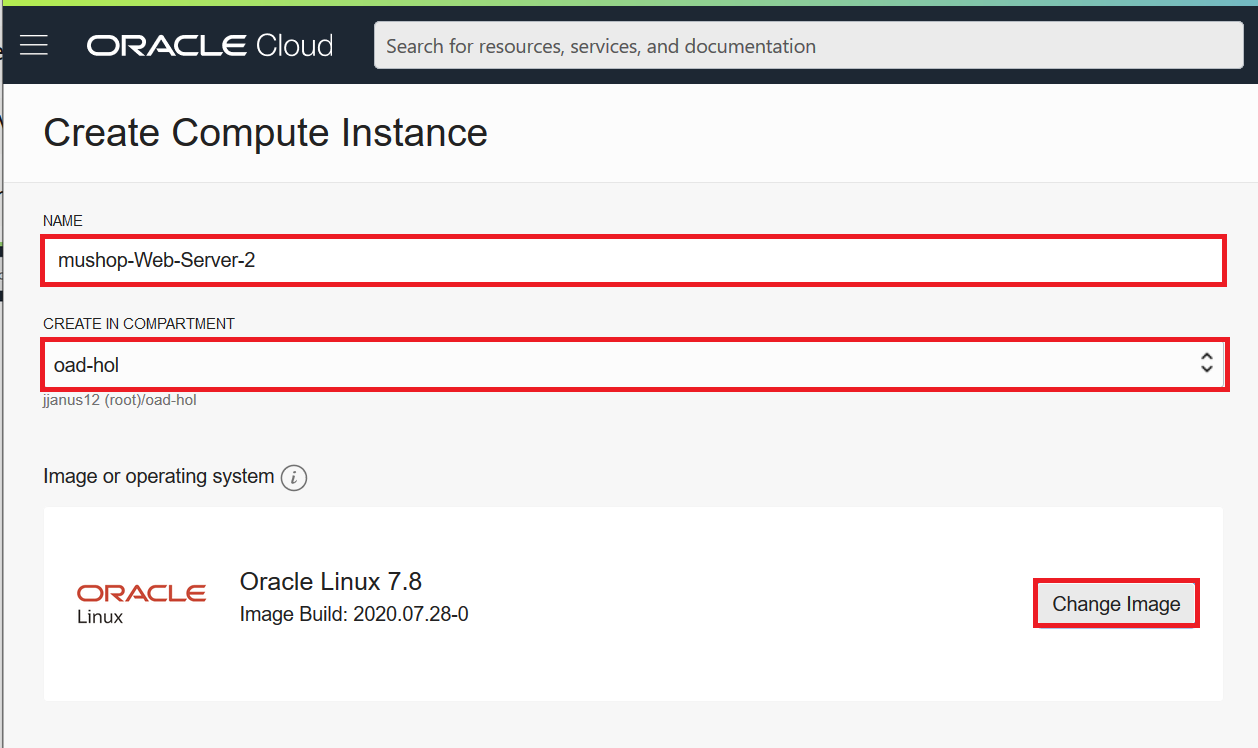 ORACLE Cloud
Search for resources, services, and documentation
Create Compute Instance
NAME
mushop-Web-Server-2
CREATE IN COMPARTMENT
oad-hol
jjanus12 (root)/oad-hol
Image or operating system i
ORACLE
Linux
Oracle Linux 7.8
Image Build: 2020.07.28-0
Change Image